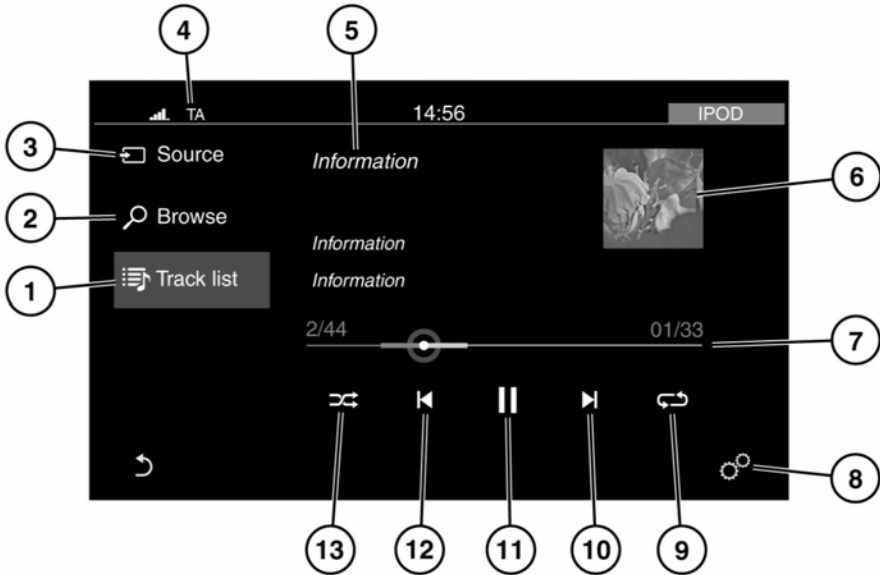 4
5
TA
14:56
IPOD
3
Source
Information
6
2
Browse
Information
1
Track list
Information
2/44
01/33
7
8
13
12
11
10
9